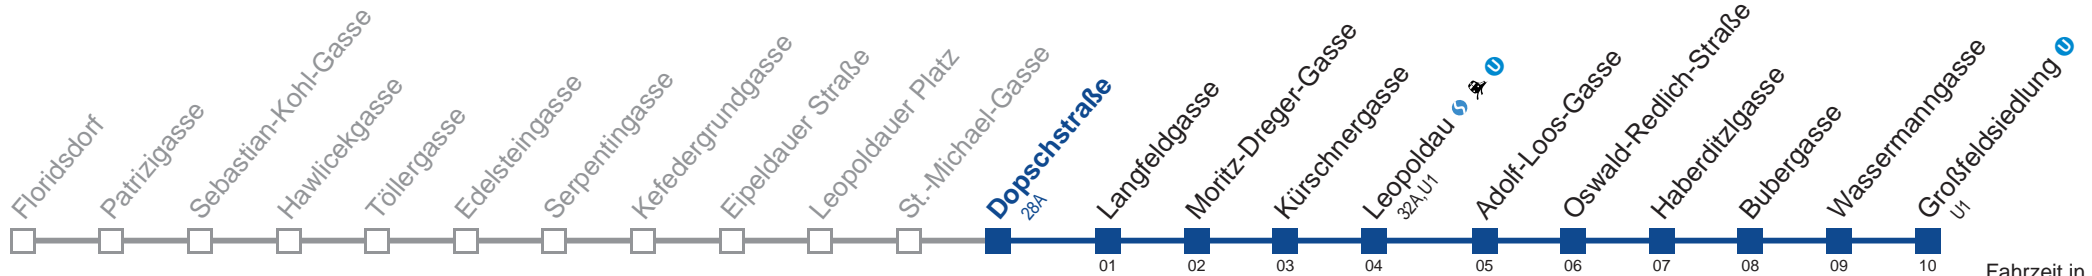 Floridsdorf
Patrizigasse
Sebastian-Kohl-Gasse
Hawlicekgasse
Töllergasse
Edelsteingasse
Serpentingasse
Kefedergrundgasse
Eipeldauer Straße
Leopoldauer Platz
St.-Michael-Gasse
Dopschstraße
28A
Langfeldgasse
Moritz-Dreger-Gasse
Kürschnergasse
Leopoldau S U
32A,U1
Adolf-Loos-Gasse
Oswald-Redlich-Straße
Haberditzlgasse
Bubergasse
Wassermanngasse
Großfeldsiedlung U
U1
01 02 03 04 05 06 07 08 09 10
Fahrzeit in